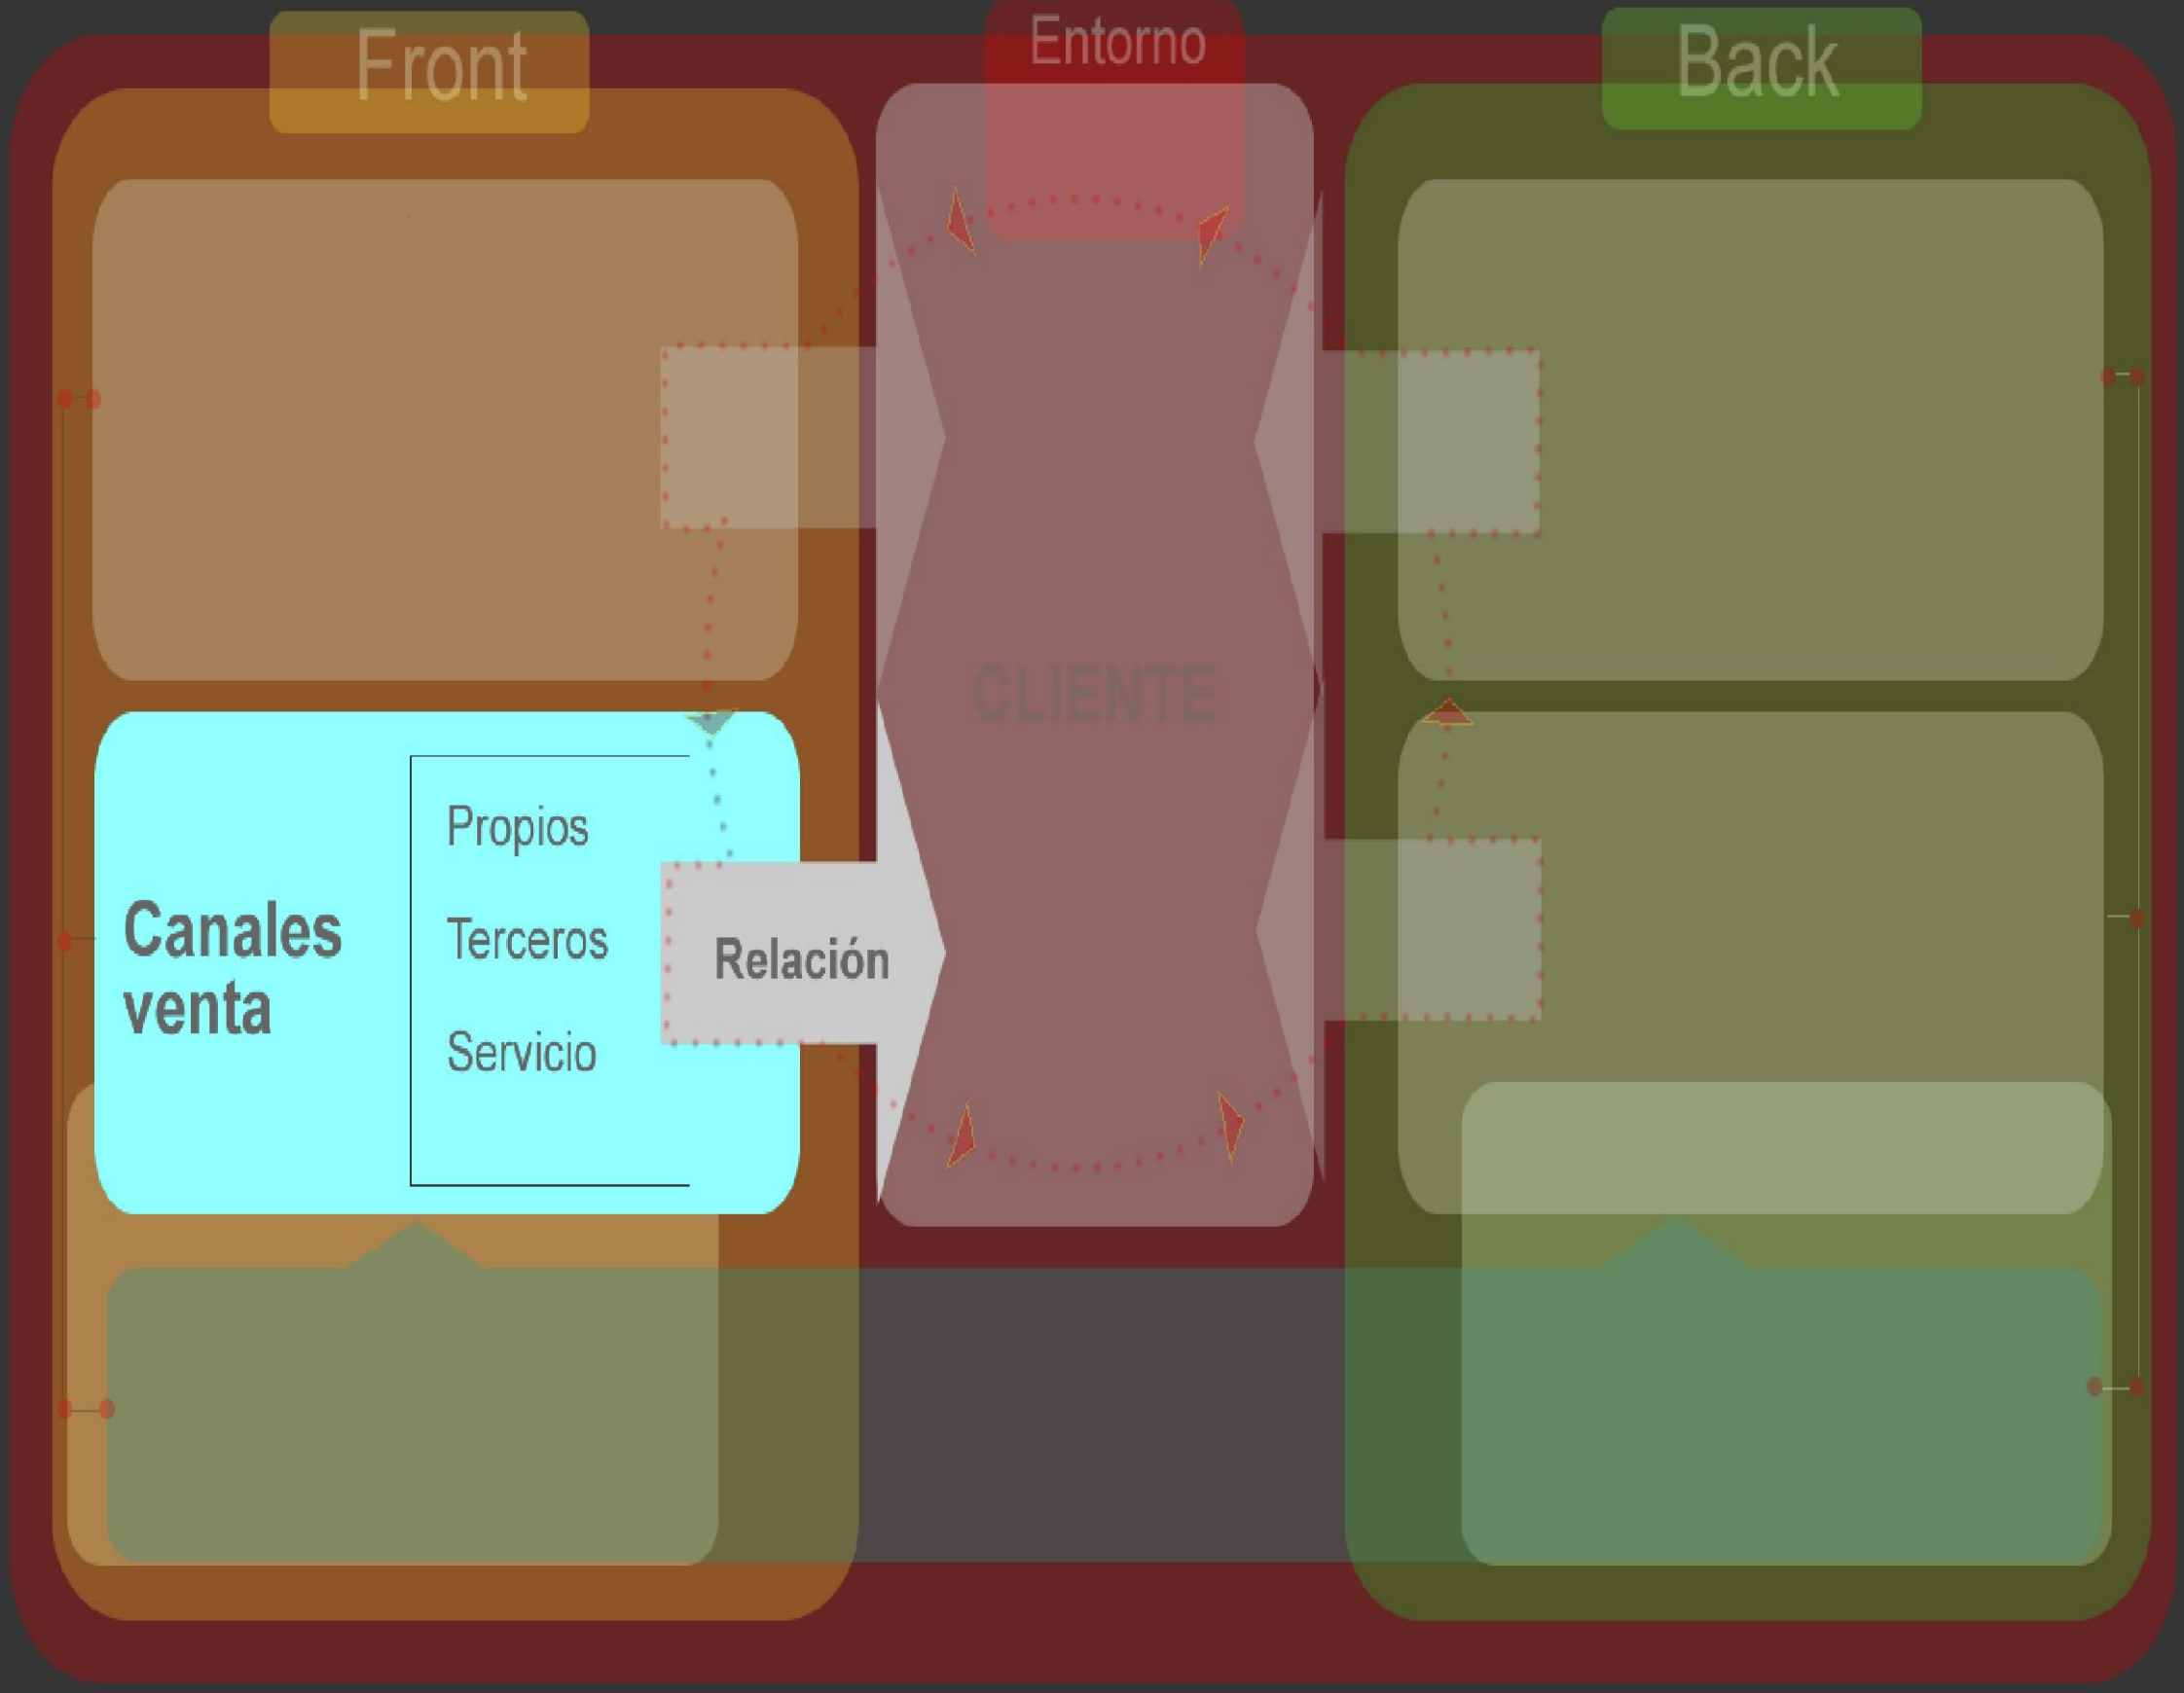 Front
Entorno
Back
CLIENTE
Canales
venta
Propios
Terceros
Servicio
Relación